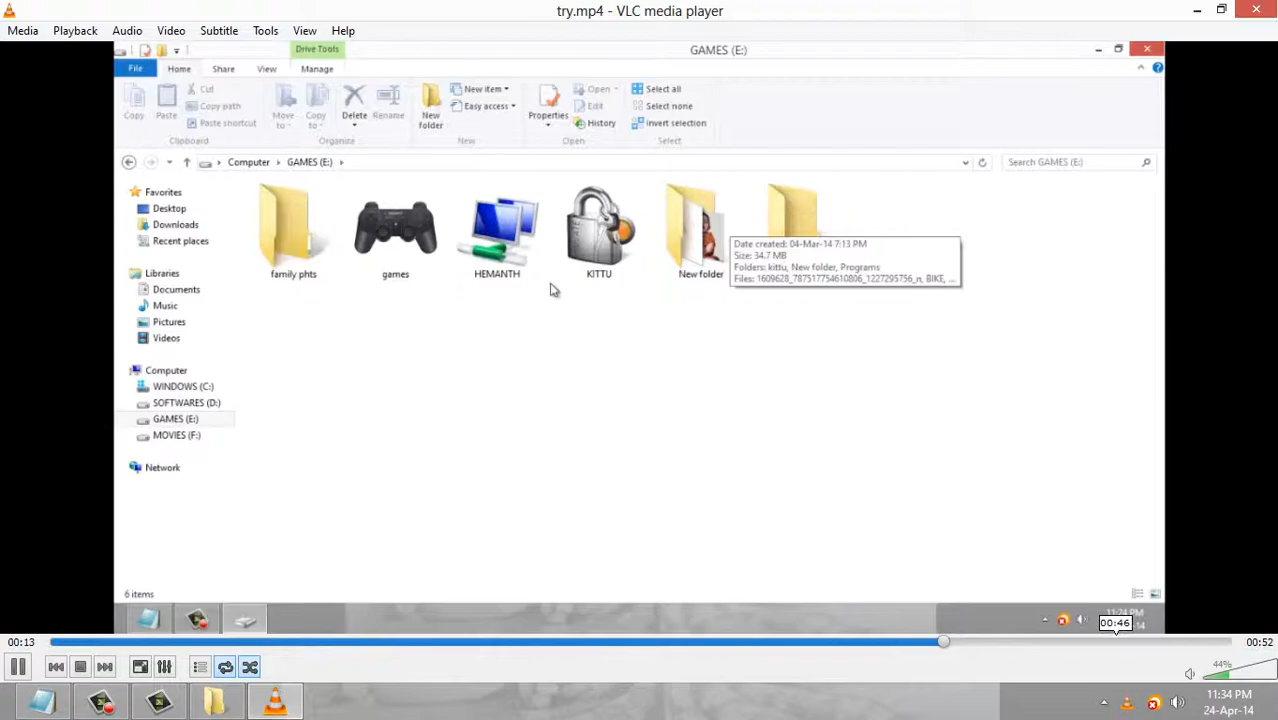 try.mp4 - VLC media player
Media Playback Audio Video Subtitle Tools View Help
Drive Tools
GAMES (E:)
File Home Share View Manage
Copy
Paste
Cut
Copy path
Paste shortcut
Clipboard
Move to
Copy to
Delete
Rename
Organize
New folder
New item
Easy access
New
Properties
Open
Edit
History
Open
Select all
Select none
Invert selection
Select
Computer GAMES (E:)
Search GAMES (E:)
Favorites
Desktop
Downloads
Recent places
Libraries
Documents
Music
Pictures
Videos
Computer
WINDOWS (C:)
SOFTWARES (D:)
GAMES (E:)
MOVIES (F:)
Network
family phts
games
HEMANTH
KITTU
New folder
Date created: 04-Mar-14 7:13 PM
Size: 34.7 MB
Folders: kittu, New folder, Programs
Files: 1609628_787517754610806_1227295756_n, BIKE, ...
6 items
11:24 PM
-14
00:46
00:13
00:52
44%
11:34 PM
24-Apr-14